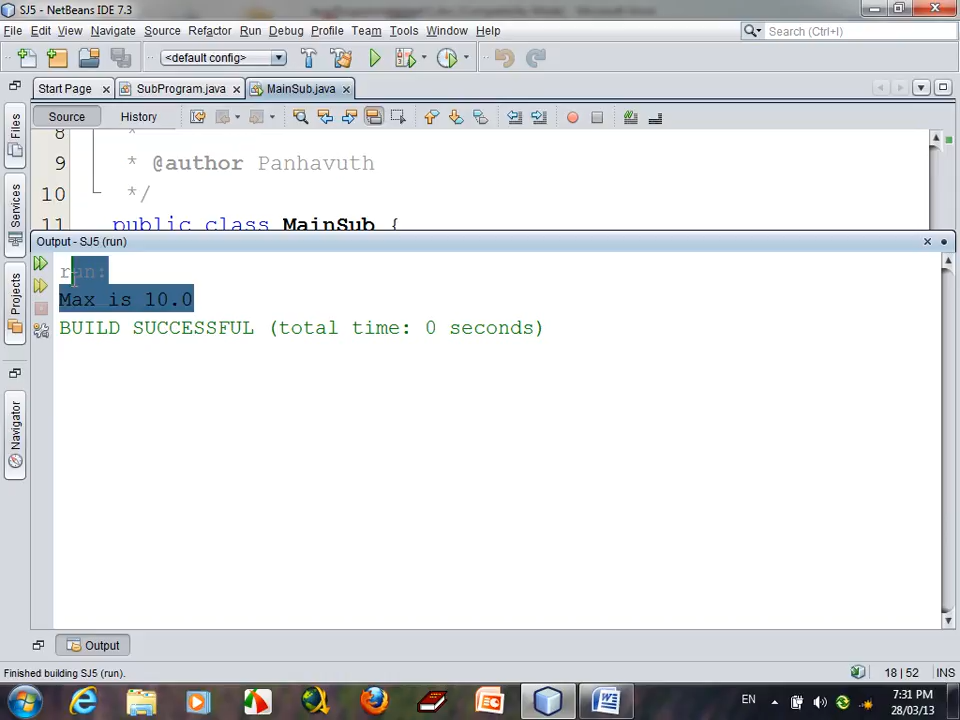 SJ5 - NetBeans IDE 7.3
File Edit View Navigate Source Refactor Run Debug Profile Team Tools Window Help
Search (Ctrl+I)
<default config>
Start Page SubProgram.java MainSub.java
Source History
8 *
9 * @author Panhavuth
10 */
11 public class MainSub {
Output - SJ5 (run)
run:
Max is 10.0
BUILD SUCCESSFUL (total time: 0 seconds)
Files
Services
Projects
Navigator
Output
Finished building SJ5 (run).
18 | 52 INS
EN
7:31 PM
28/03/13